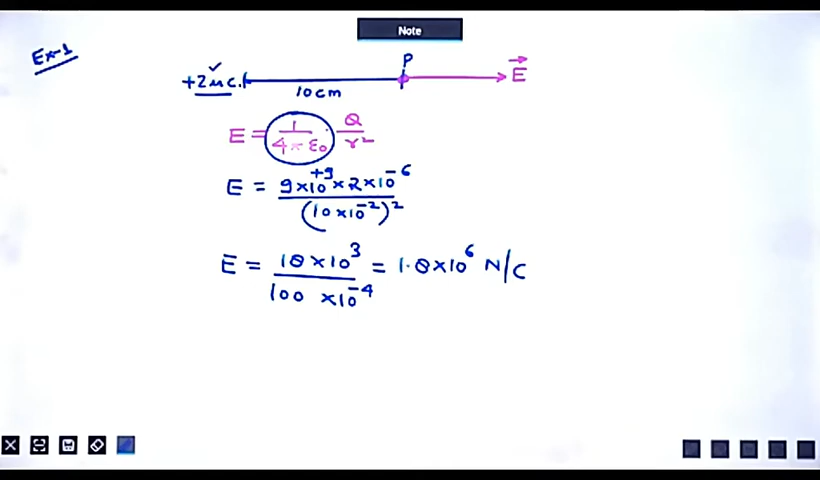 Note
Ex-1
+2μC. 10cm P E⃗
E = 1/4πε₀ Q/r²
E = 9×10⁺⁹×2×10⁻⁶/(10×10⁻²)²
E = 18×10³/100 ×10⁻⁴ = 1.8×10⁶ N/C